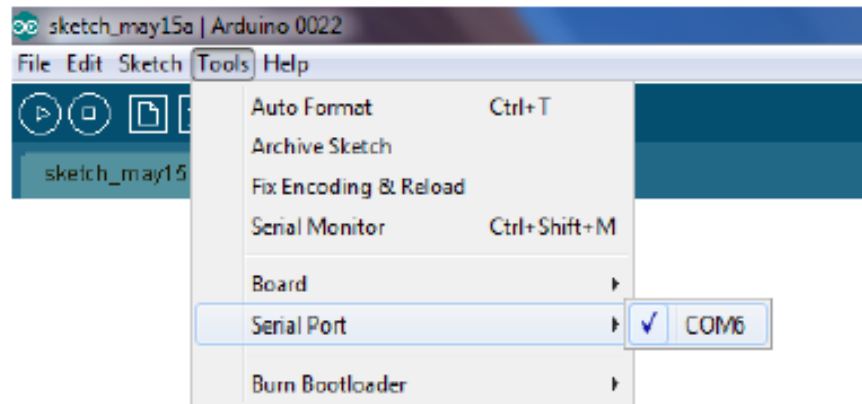 sketch_may15a | Arduino 0022
File Edit Sketch Tools Help
Auto Format Ctrl+T
Archive Sketch
sketch_may15
Fix Encoding & Reload
Serial Monitor Ctrl+Shift+M
Board
Serial Port
COM6
Burn Bootloader